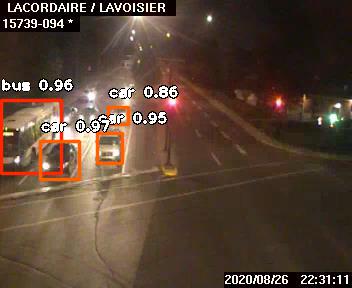 LACORDAIRE / LAVOISIER
15739-094 *
bus 0.96
car 0.86
car 0.97
car 0.95
2020/08/26 22:31:11